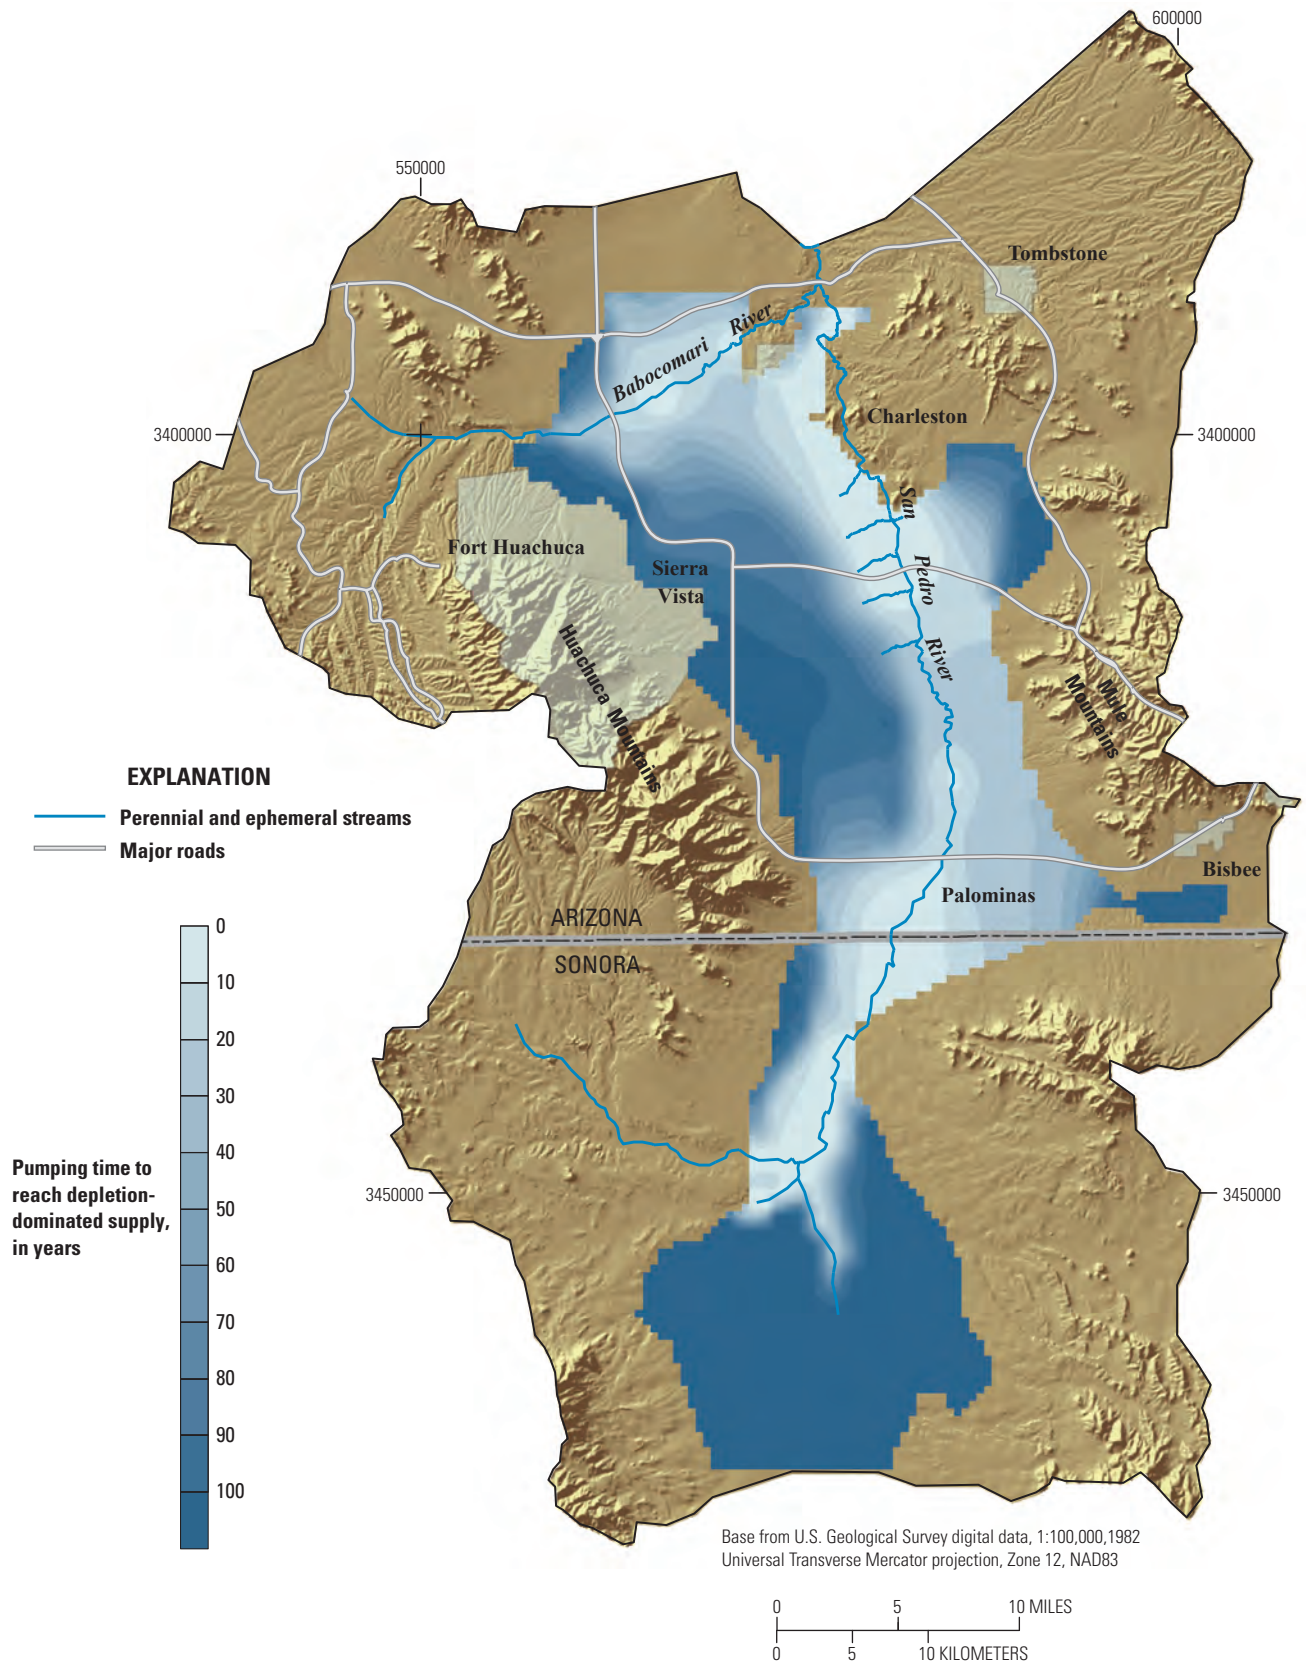 600000
550000
Tombstone
Babocomari River
3400000
3400000
Charleston
San Pedro River
Fort Huachuca
Sierra
Vista
Huachuca Mountains
Mule
Mountains
EXPLANATION
Perennial and ephemeral streams
Major roads
Bisbee
Palominas
ARIZONA
SONORA
0
10
20
30
40
50
60
70
80
90
100
Pumping time to
reach depletion-
dominated supply,
in years
3450000
3450000
Base from U.S. Geological Survey digital data, 1:100,000,1982
Universal Transverse Mercator projection, Zone 12, NAD83
0 5 10 MILES
0 5 10 KILOMETERS